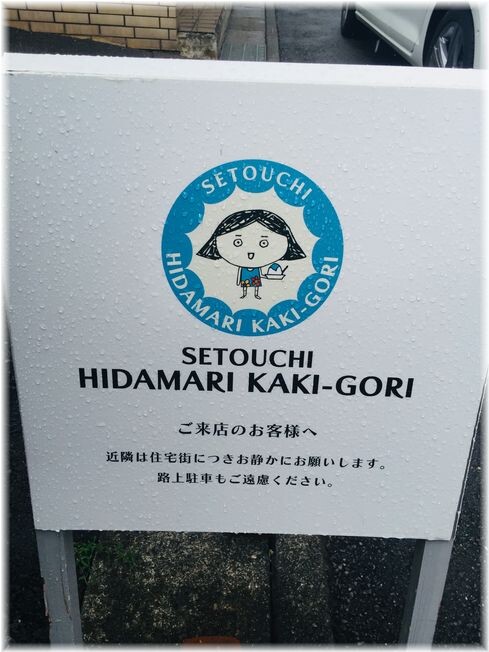 SETOUCHI
HIDAMARI KAKI-GORI
SETOUCHI
HIDAMARI KAKI-GORI
ご来店のお客様へ
近隣は住宅街につきお静かにお願いします。
路上駐車もご遠慮ください。